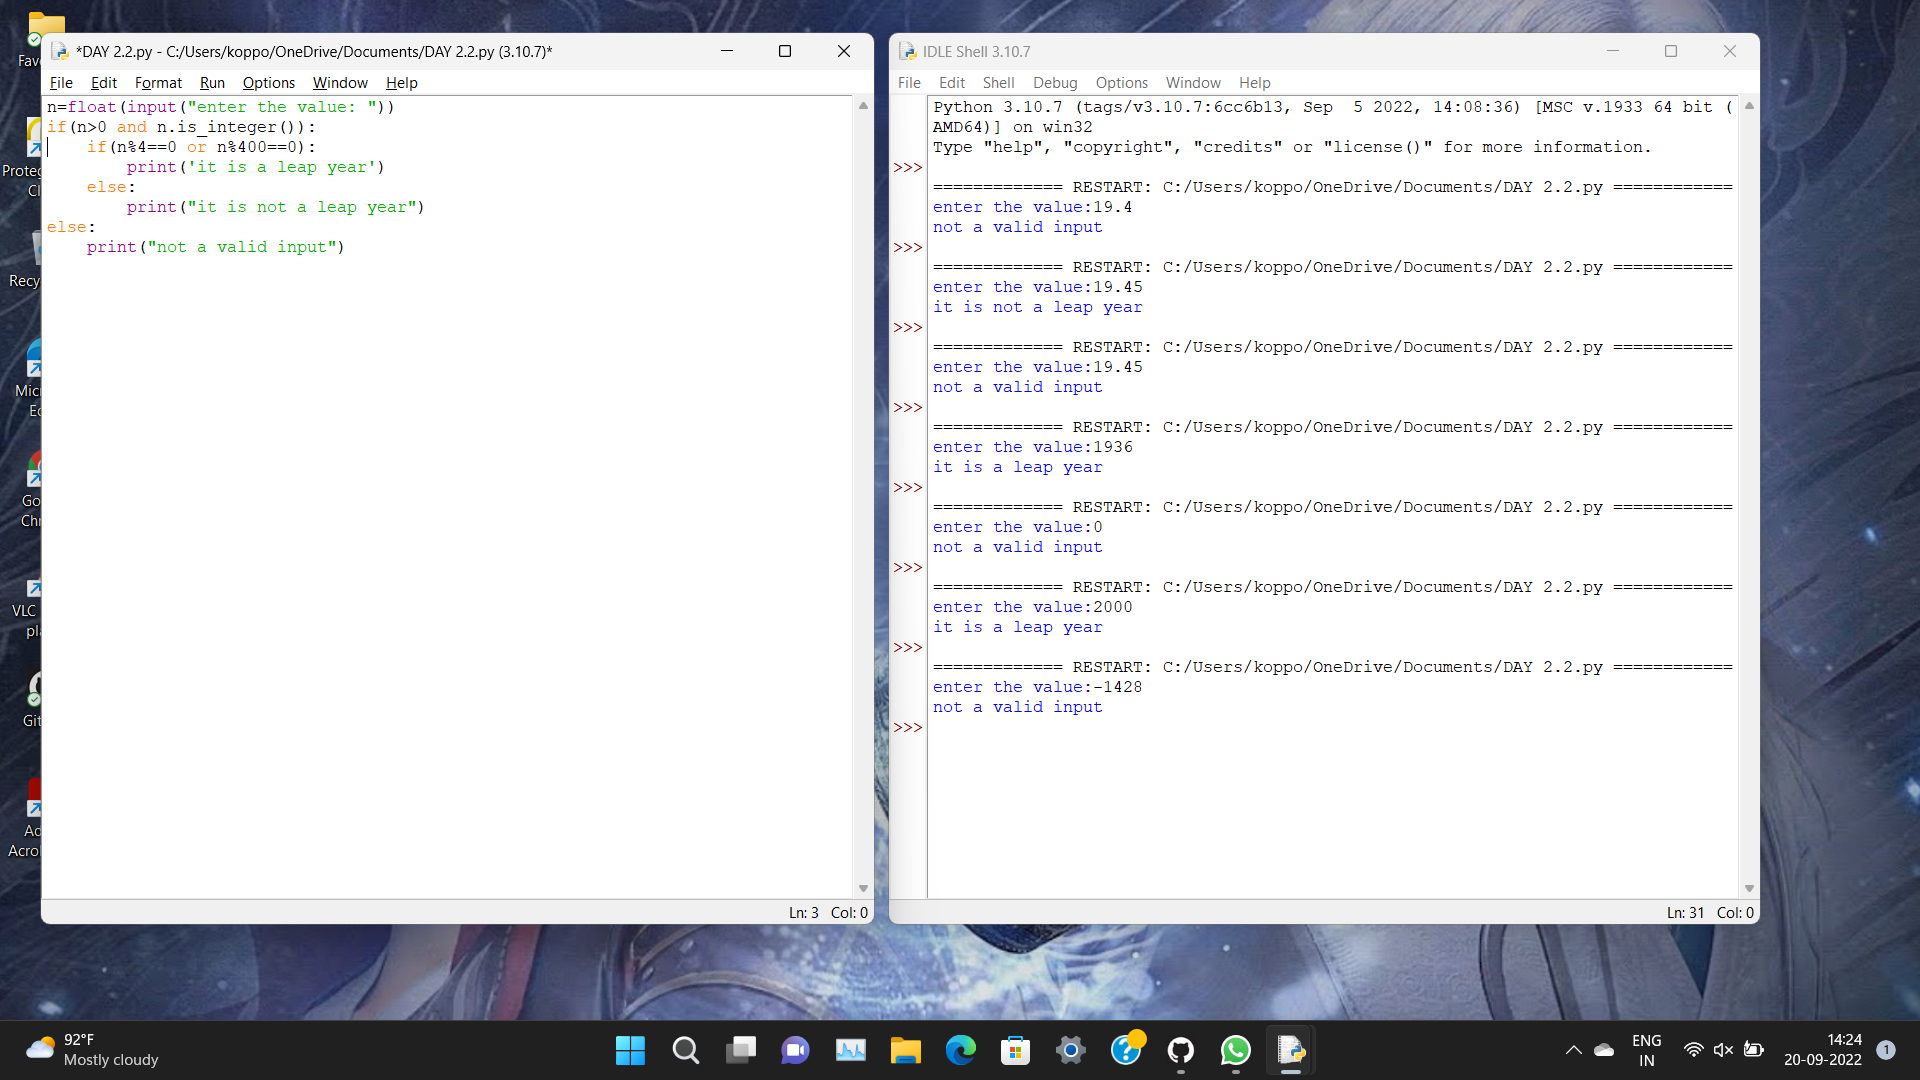 Fav
Protec
Cl
Recy
Micr
Ec
Go
Chr
VLC
pla
Git
Ad
Acrob
*DAY 2.2.py - C:/Users/koppo/OneDrive/Documents/DAY 2.2.py (3.10.7)*
File Edit Format Run Options Window Help
n=float(input("enter the value: "))
if(n>0 and n.is_integer()):
    if(n%4==0 or n%400==0):
        print('it is a leap year')
    else:
        print("it is not a leap year")
else:
    print("not a valid input")
Ln: 3 Col: 0
IDLE Shell 3.10.7
File Edit Shell Debug Options Window Help
Python 3.10.7 (tags/v3.10.7:6cc6b13, Sep  5 2022, 14:08:36) [MSC v.1933 64 bit (
AMD64)] on win32
Type "help", "copyright", "credits" or "license()" for more information.
>>>
============= RESTART: C:/Users/koppo/OneDrive/Documents/DAY 2.2.py ============
enter the value:19.4
not a valid input
>>>
============= RESTART: C:/Users/koppo/OneDrive/Documents/DAY 2.2.py ============
enter the value:19.45
it is not a leap year
>>>
============= RESTART: C:/Users/koppo/OneDrive/Documents/DAY 2.2.py ============
enter the value:19.45
not a valid input
>>>
============= RESTART: C:/Users/koppo/OneDrive/Documents/DAY 2.2.py ============
enter the value:1936
it is a leap year
>>>
============= RESTART: C:/Users/koppo/OneDrive/Documents/DAY 2.2.py ============
enter the value:0
not a valid input
>>>
============= RESTART: C:/Users/koppo/OneDrive/Documents/DAY 2.2.py ============
enter the value:2000
it is a leap year
>>>
============= RESTART: C:/Users/koppo/OneDrive/Documents/DAY 2.2.py ============
enter the value:-1428
not a valid input
>>>
Ln: 31 Col: 0
92°F
Mostly cloudy
ENG
IN
14:24
20-09-2022
1